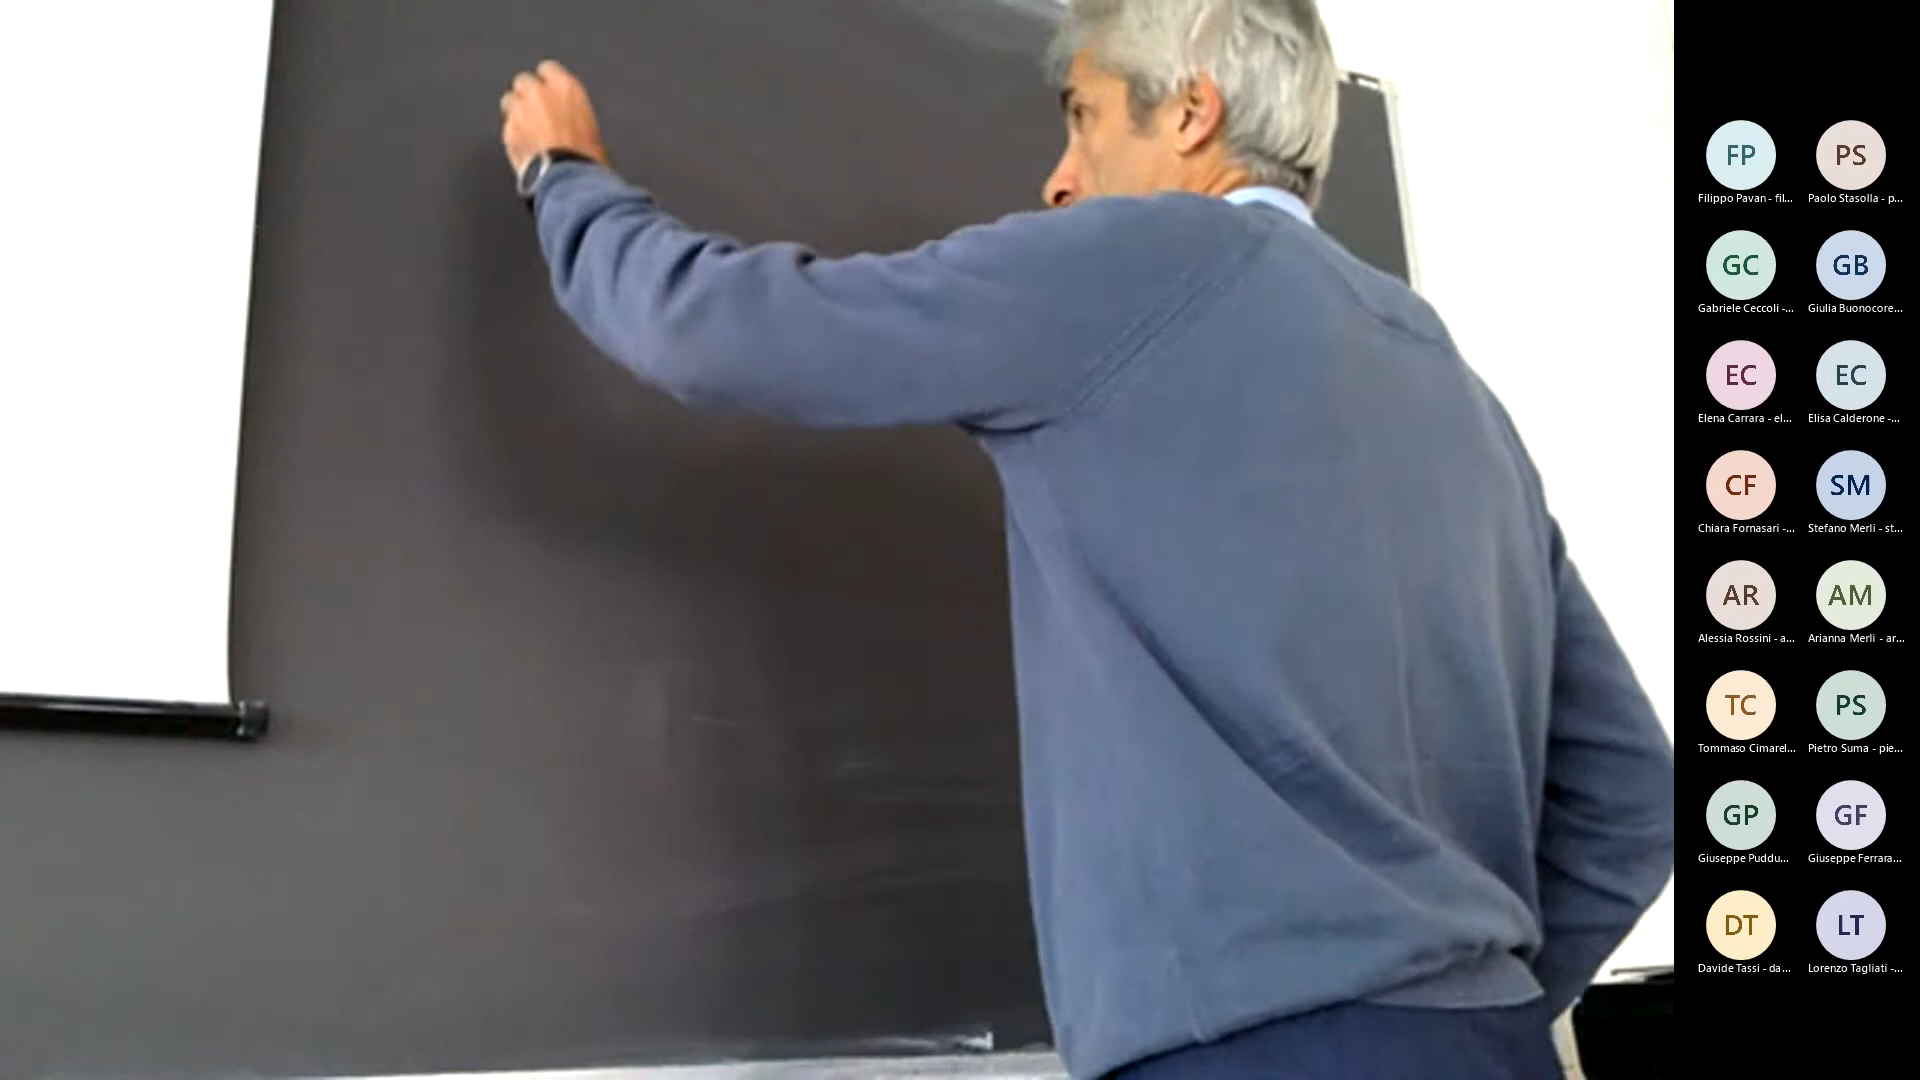 FP PS
Filippo Pavan - fil... Paolo Stasolla - p...
GC GB
Gabriele Ceccoli -... Giulia Buonocore...
EC EC
Elena Carrara - el... Elisa Calderone -...
CF SM
Chiara Fornasari -... Stefano Merli - st...
AR AM
Alessia Rossini - a... Arianna Merli - ar...
TC PS
Tommaso Cimarel... Pietro Suma - pie...
GP GF
Giuseppe Puddu... Giuseppe Ferrara...
DT LT
Davide Tassi - da... Lorenzo Tagliati -...